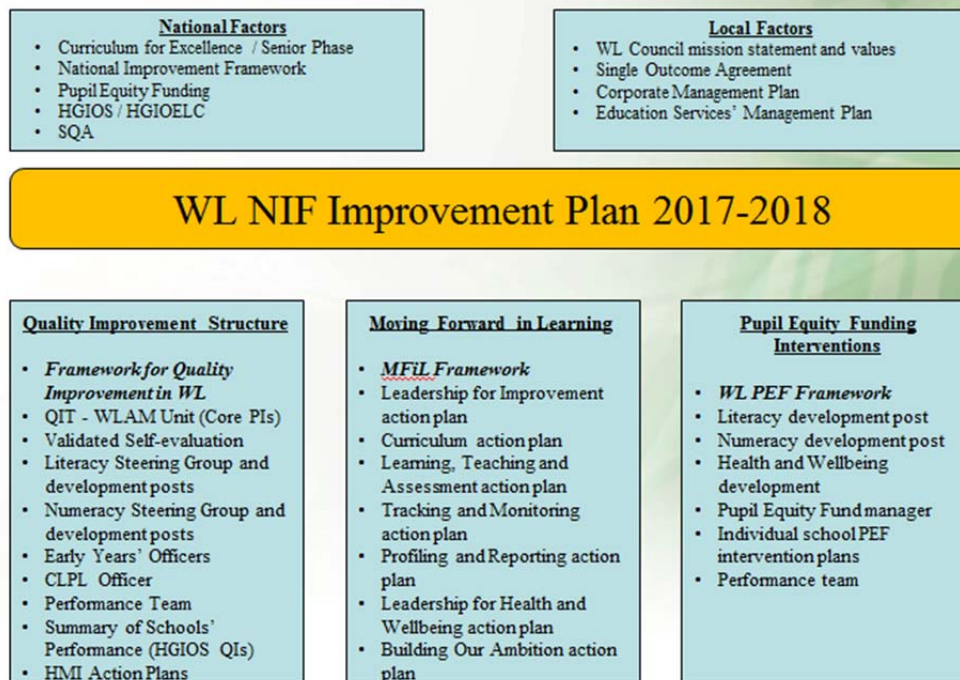 National Factors
• Curriculum for Excellence / Senior Phase
• National Improvement Framework
• Pupil Equity Funding
• HGIOS / HGIOELC
• SQA
Local Factors
• WL Council mission statement and values
• Single Outcome Agreement
• Corporate Management Plan
• Education Services’ Management Plan
WL NIF Improvement Plan 2017-2018
Quality Improvement Structure
• Framework for Quality
Improvement in WL
• QIT - WLAM Unit (Core PIs)
• Validated Self-evaluation
• Literacy Steering Group and
development posts
• Numeracy Steering Group and
development posts
• Early Years’ Officers
• CLPL Officer
• Performance Team
• Summary of Schools’
Performance (HGIOS QIs)
• HMI Action Plans
Moving Forward in Learning
• MFiL Framework
• Leadership for Improvement
action plan
• Curriculum action plan
• Learning, Teaching and
Assessment action plan
• Tracking and Monitoring
action plan
• Profiling and Reporting action
plan
• Leadership for Health and
Wellbeing action plan
• Building Our Ambition action
plan
Pupil Equity Funding
Interventions
• WL PEF Framework
• Literacy development post
• Numeracy development post
• Health and Wellbeing
development
• Pupil Equity Fund manager
• Individual school PEF
intervention plans
• Performance team